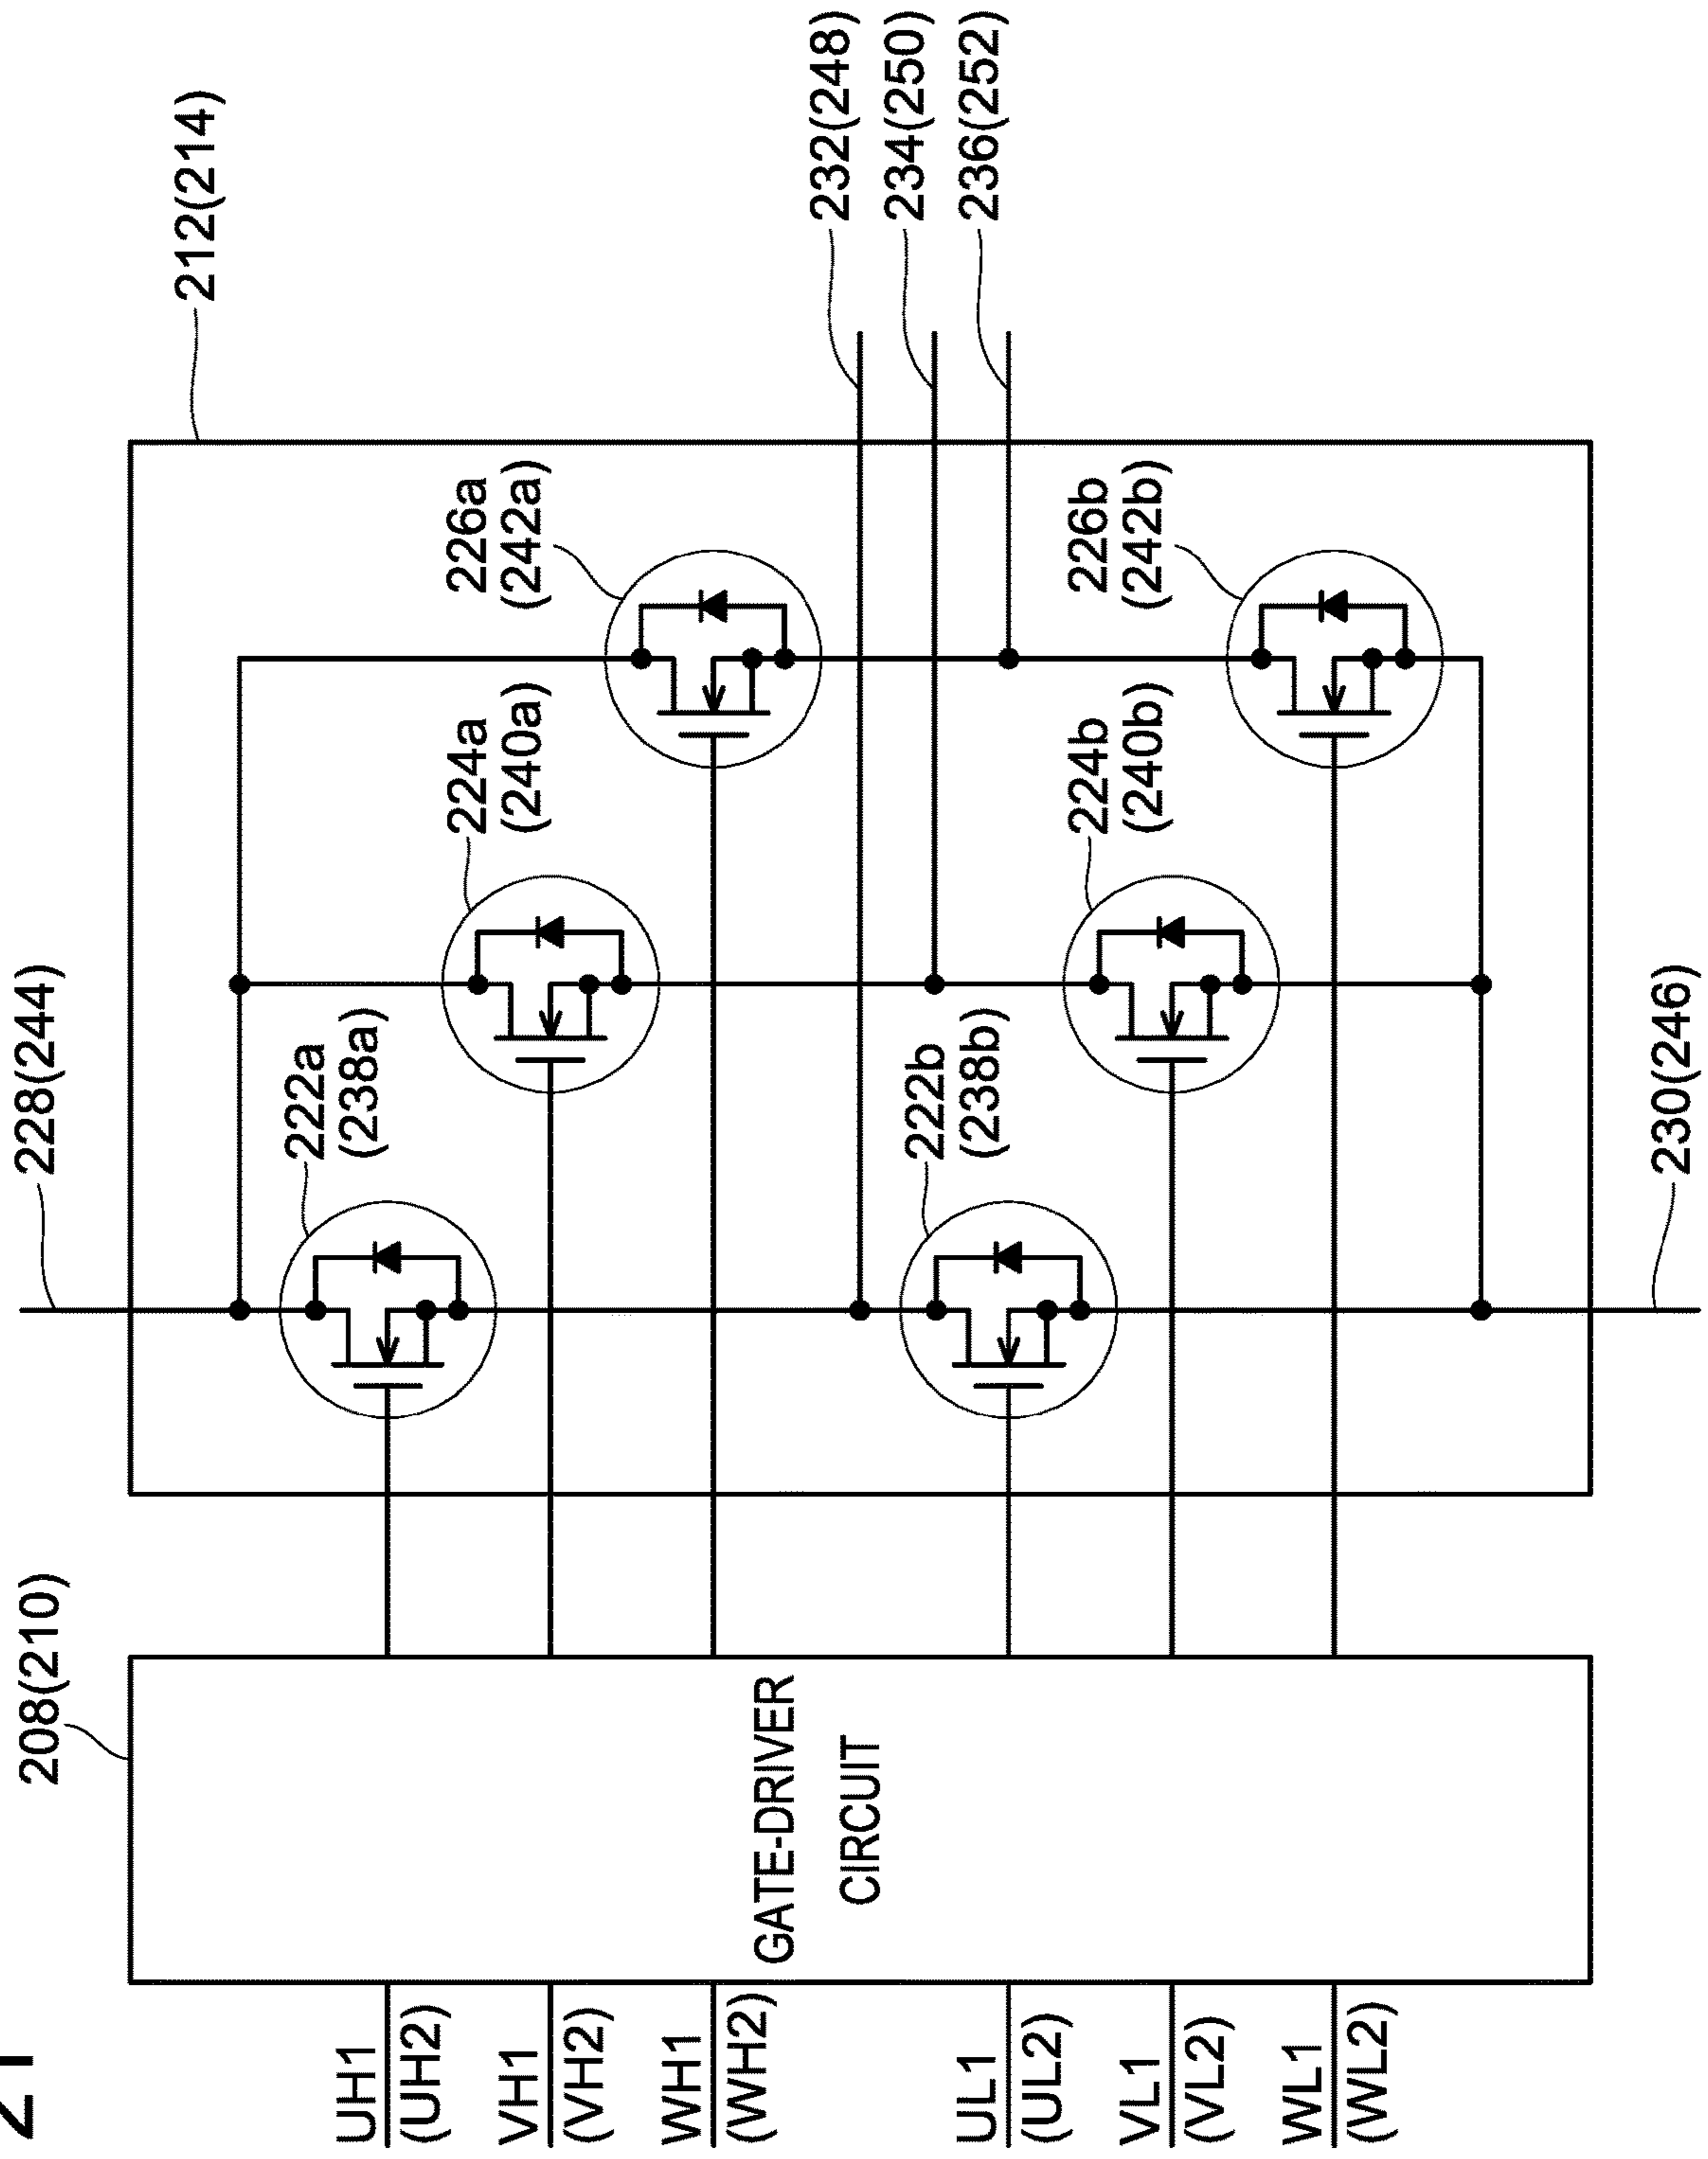 21
208(210)
228(244)
212(214)
222a
(238a)
224a
(240a)
226a
(242a)
232(248)
234(250)
236(252)
222b
(238b)
224b
(240b)
226b
(242b)
230(246)
GATE-DRIVER
CIRCUIT
UH1
(UH2)
VH1
(VH2)
WH1
(WH2)
UL1
(UL2)
VL1
(VL2)
WL1
(WL2)